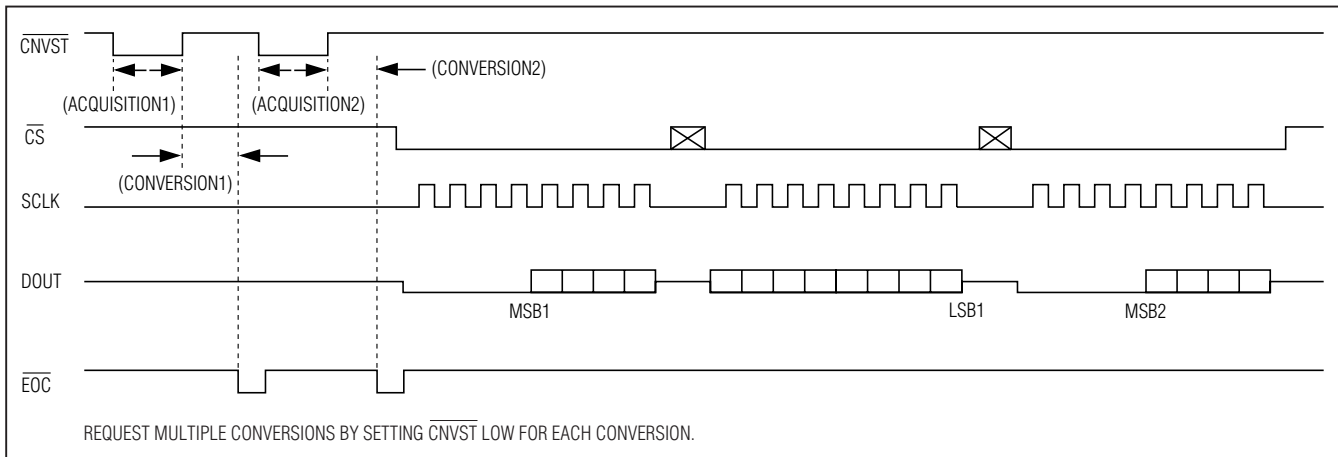 CNVST
(CONVERSION2)
(ACQUISITION1) (ACQUISITION2)
CS
(CONVERSION1)
SCLK
DOUT
MSB1 LSB1 MSB2
EOC
REQUEST MULTIPLE CONVERSIONS BY SETTING CNVST LOW FOR EACH CONVERSION.